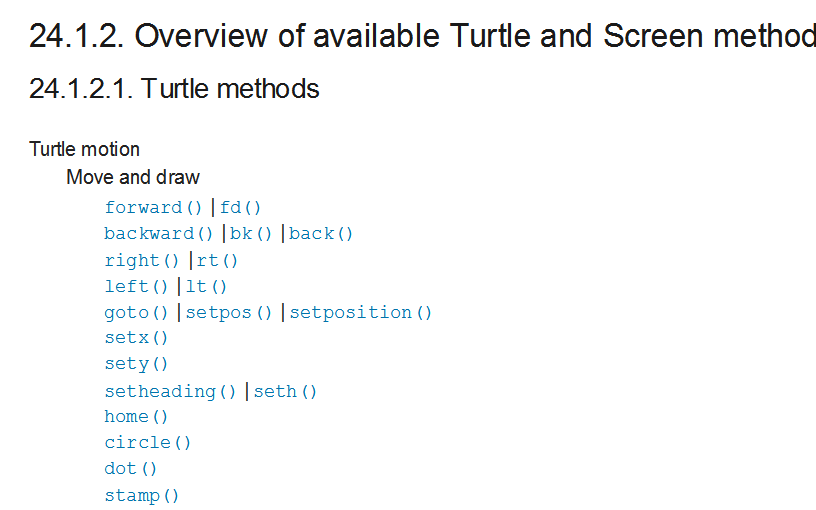 24.1.2. Overview of available Turtle and Screen method
24.1.2.1. Turtle methods
Turtle motion
Move and draw
forward() | fd()
backward() | bk() | back()
right() | rt()
left() | lt()
goto() | setpos() | setposition()
setx()
sety()
setheading() | seth()
home()
circle()
dot()
stamp()